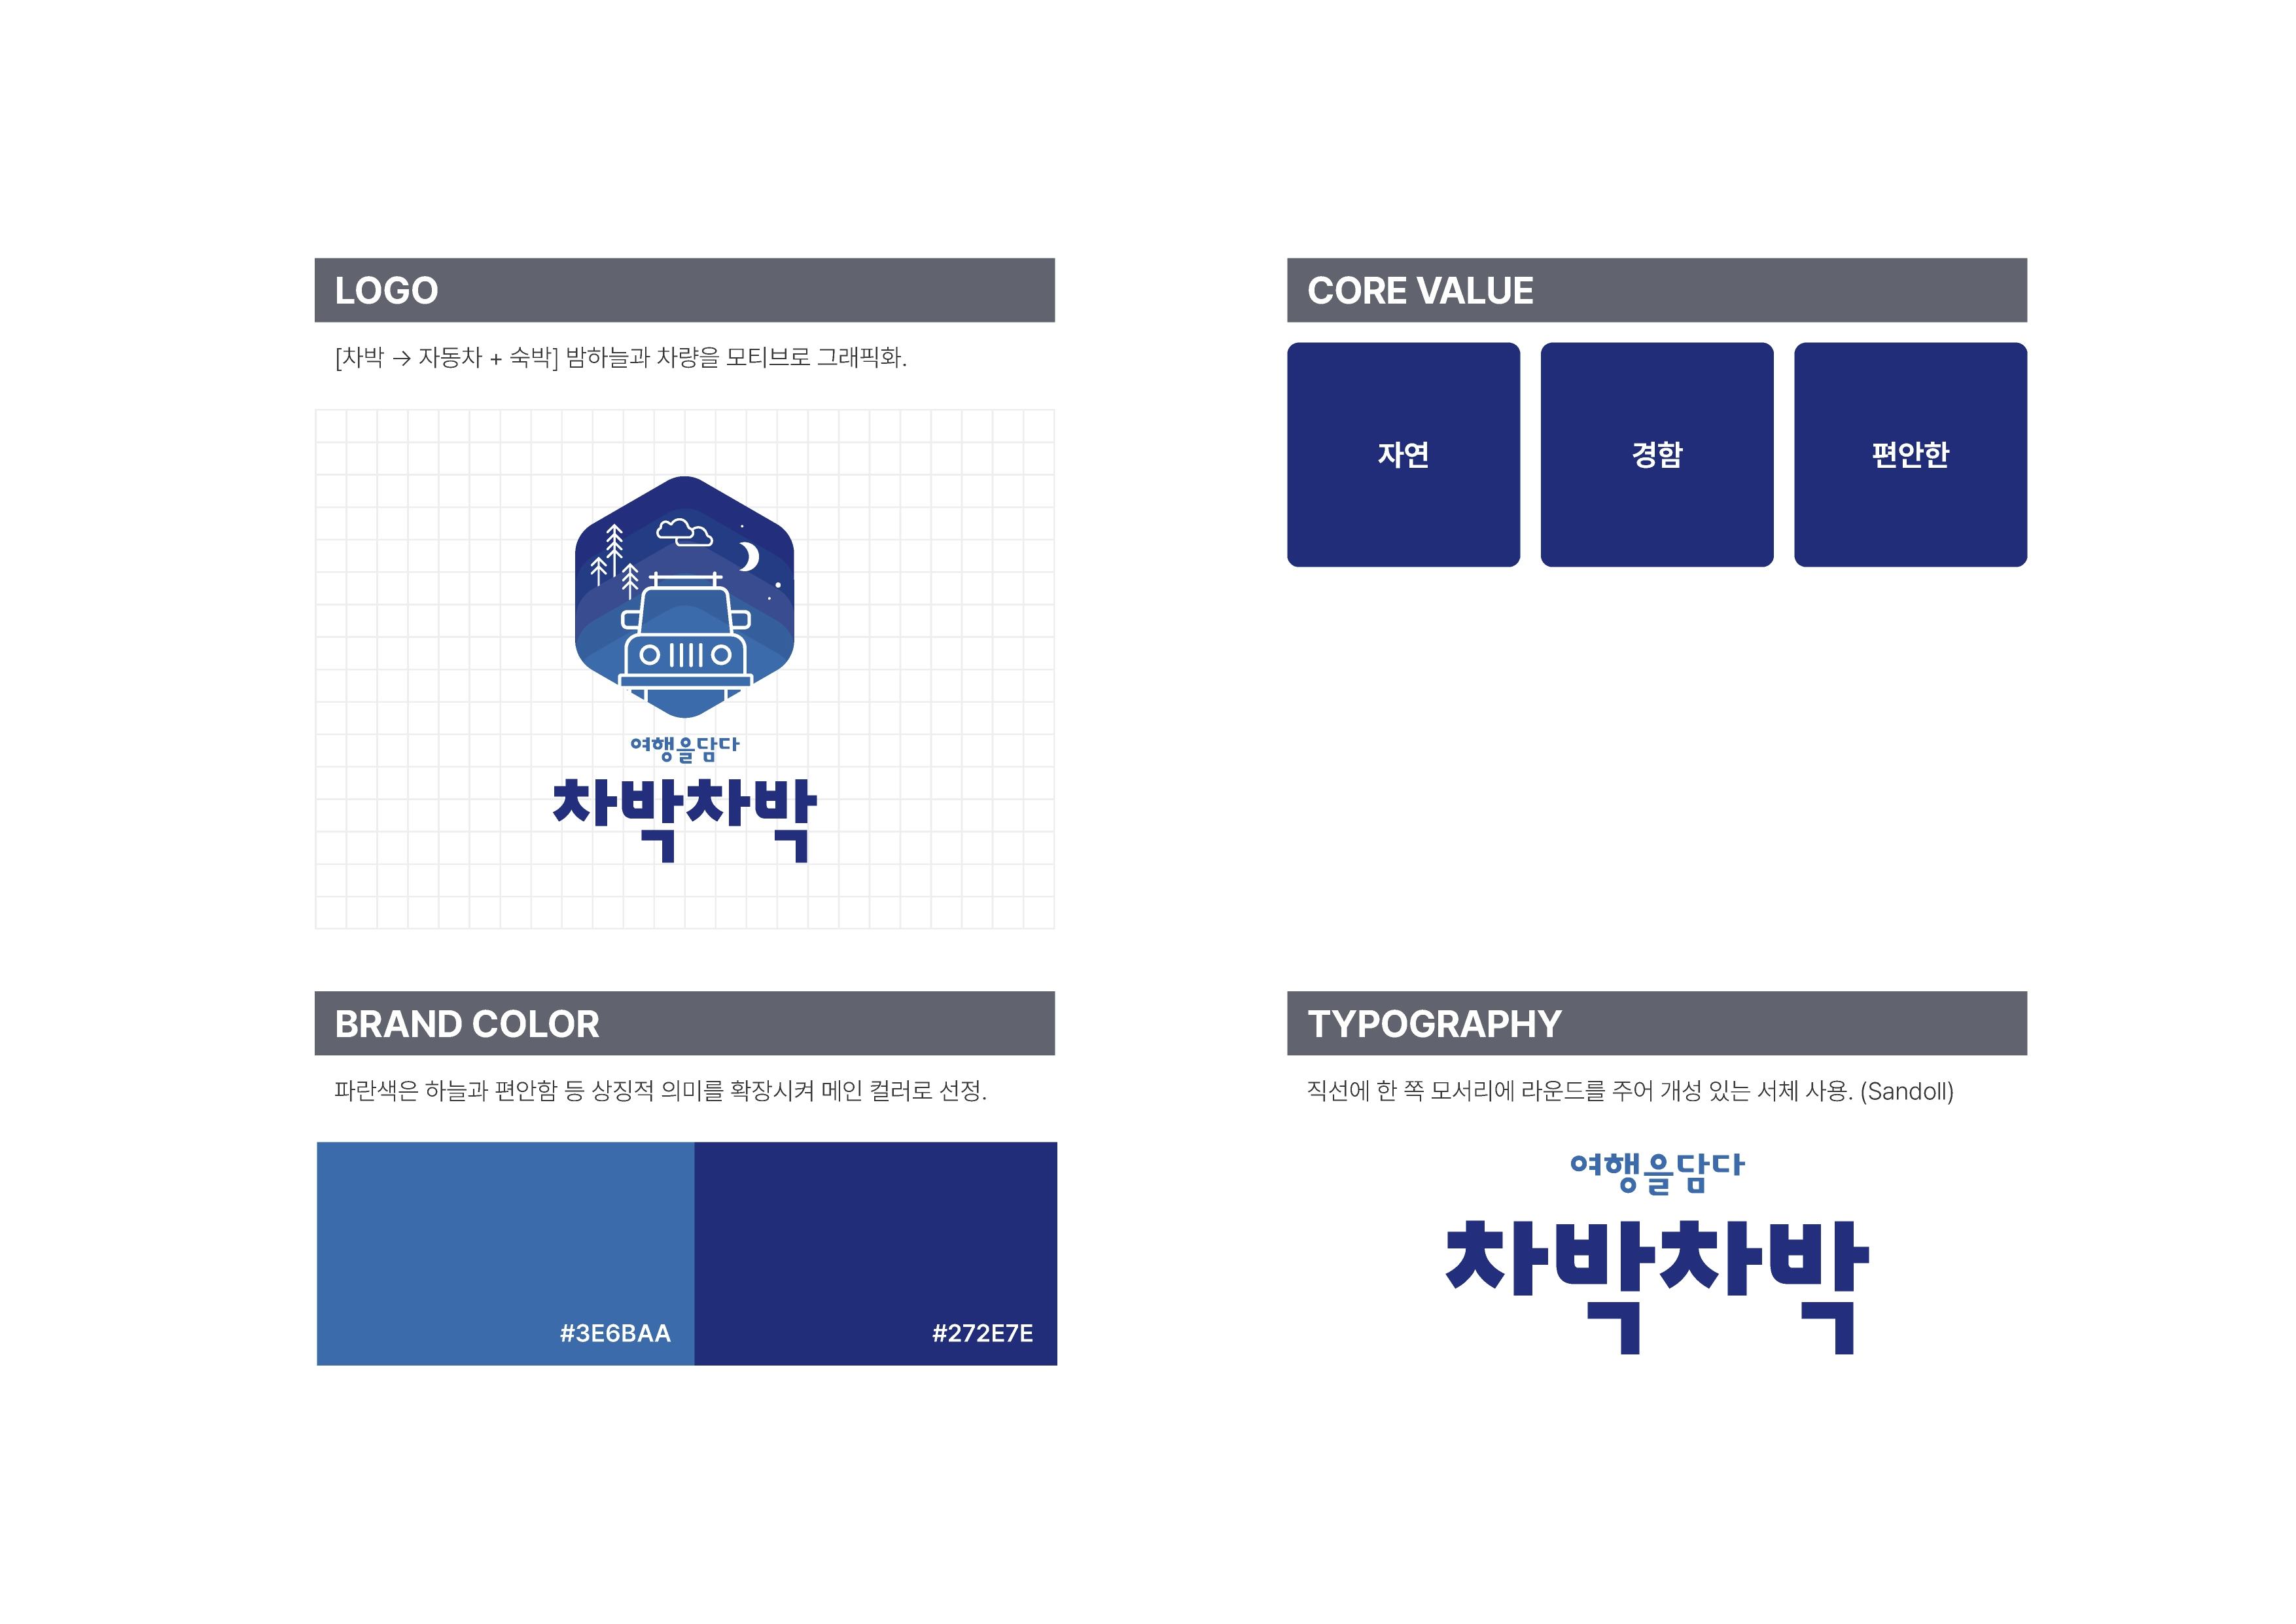 LOGO
[차박 → 자동차 + 숙박] 밤하늘과 차량을 모티브로 그래픽화.
여행을담다
차박차박
CORE VALUE
자연
경함
편안한
BRAND COLOR
파란색은 하늘과 편안함 등 상징적 의미를 확장시켜 메인 컬러로 선정.
#3E6BAA
#272E7E
TYPOGRAPHY
직선에 한 쪽 모서리에 라운드를 주어 개성 있는 서체 사용. (Sandoll)
여행을담다
차박차박